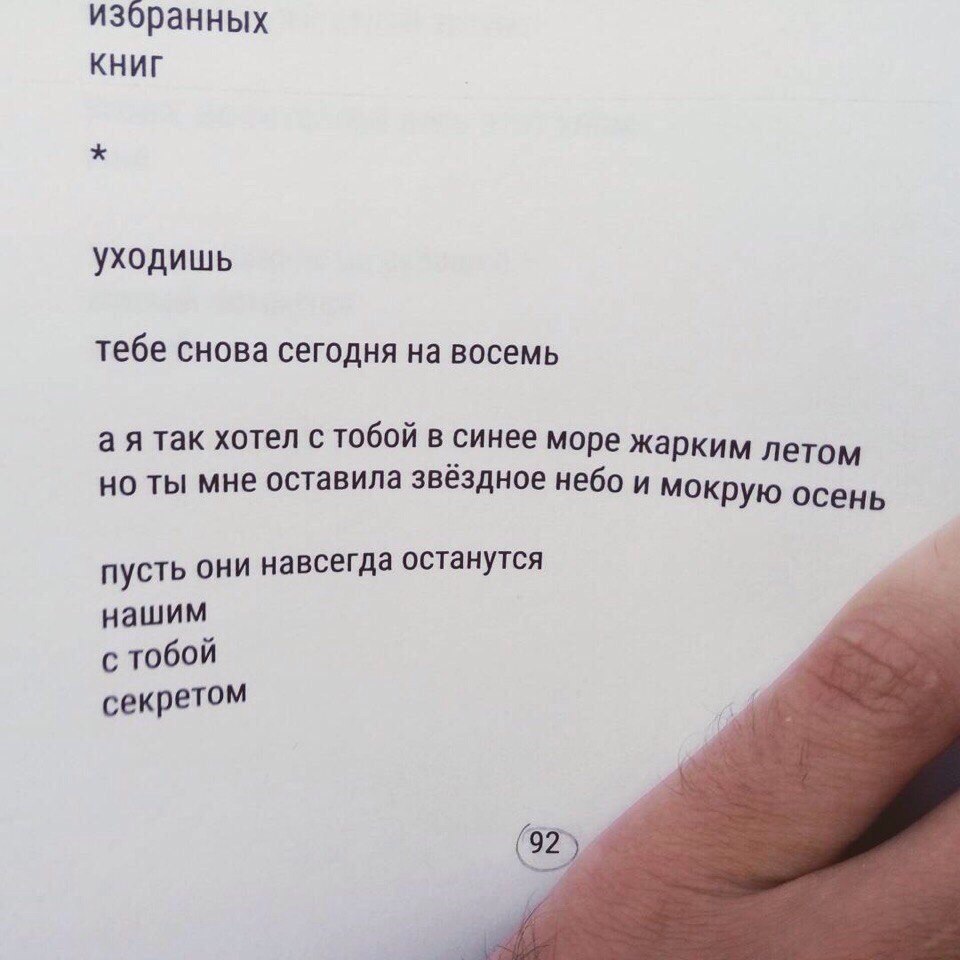 избранных
книг
*
уходишь
тебе снова сегодня на восемь
а я так хотел с тобой в синее море жарким летом
но ты мне оставила звёздное небо и мокрую осень
пусть они навсегда останутся
нашим
с тобой
секретом
92